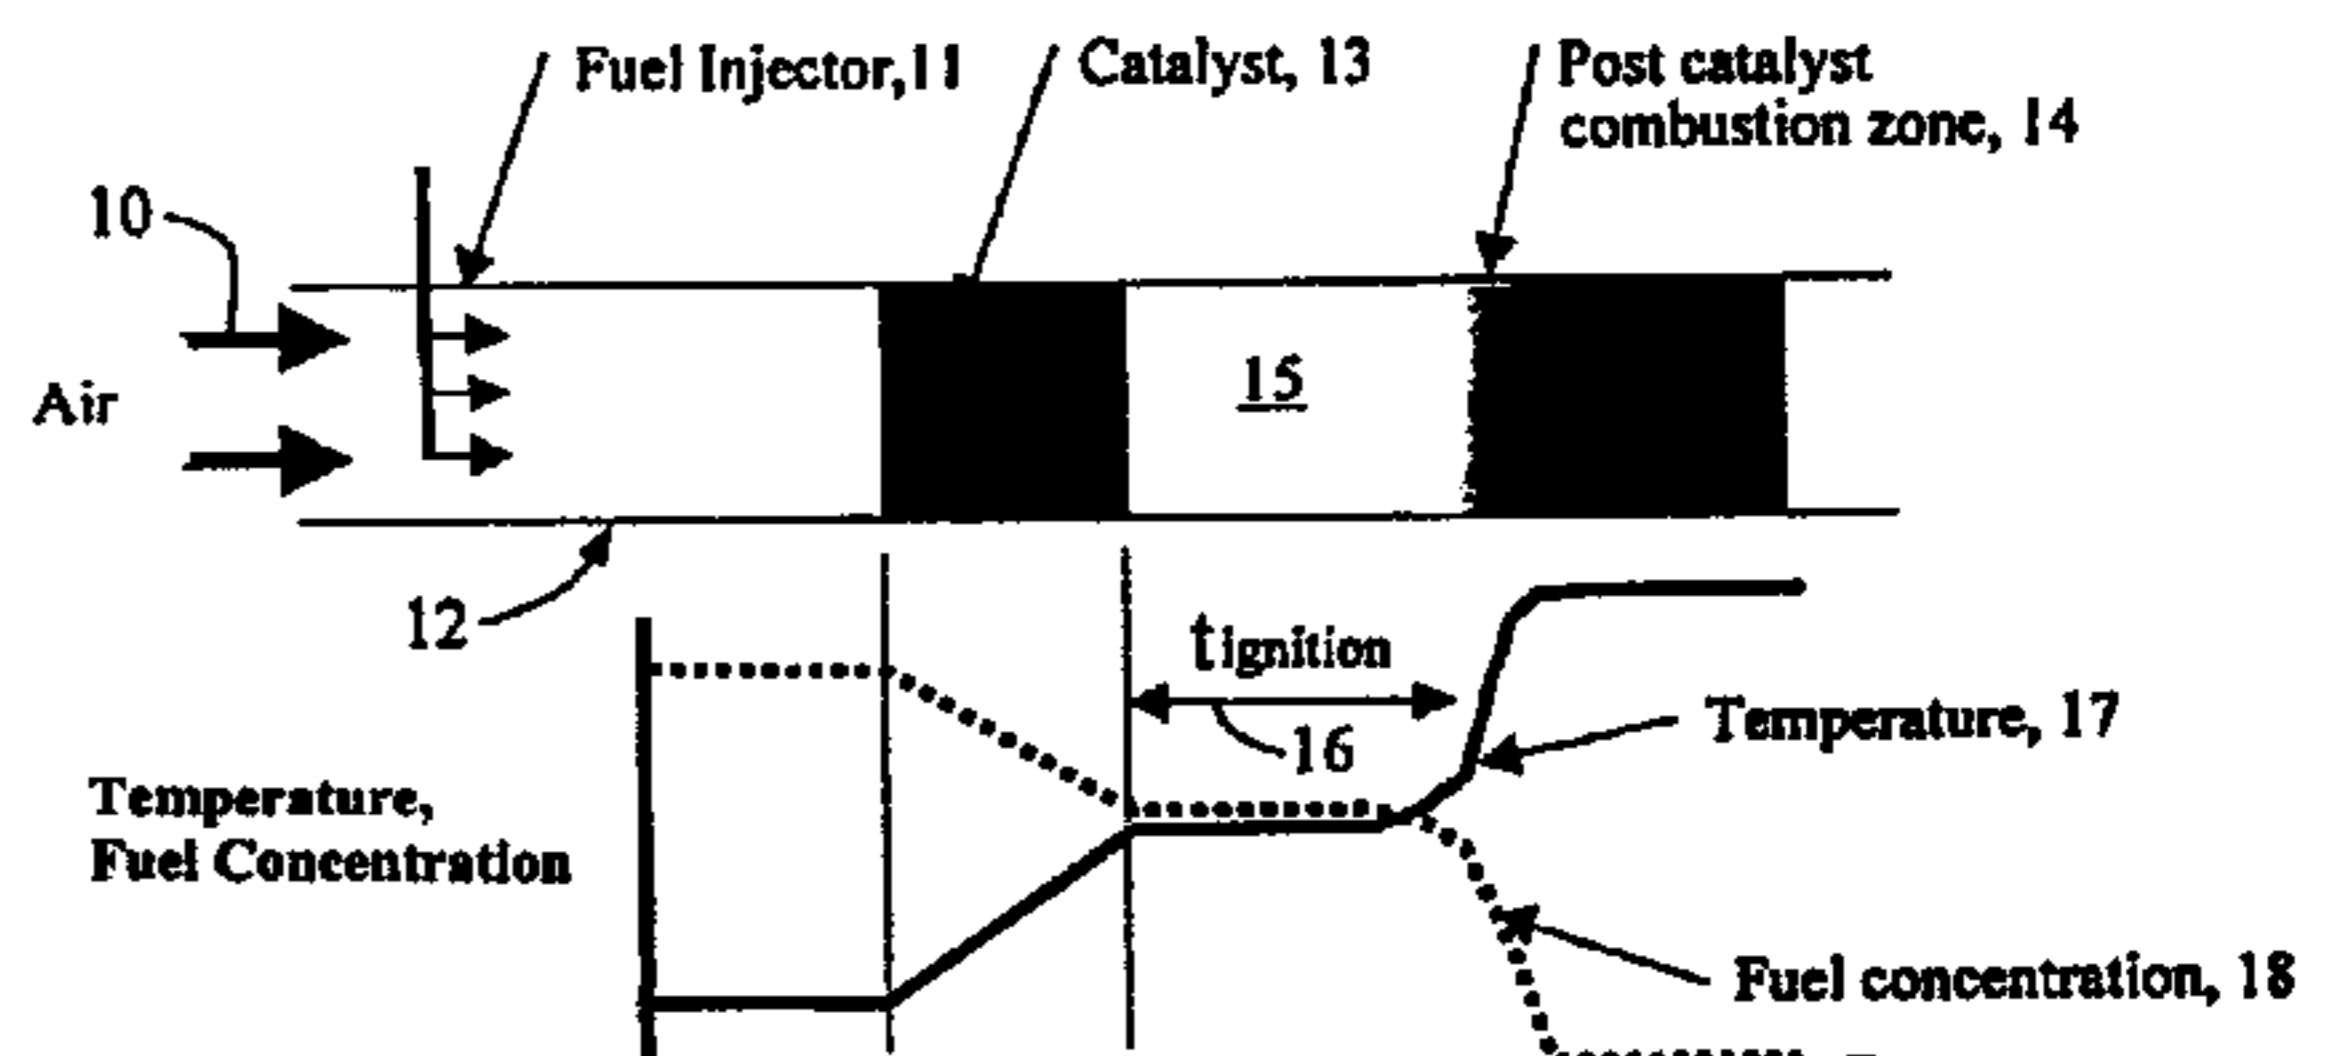 Fuel Injector,11
Catalyst, 13
Post catalyst
combustion zone, 14
10
Air
15
12
tignition
16
Temperature, 17
Temperature,
Fuel Concentration
Fuel concentration, 18